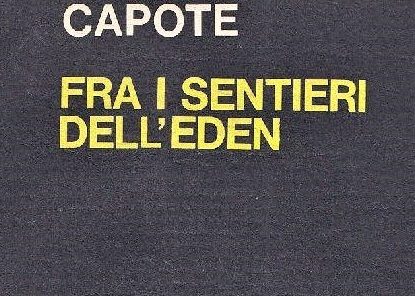 CAPOTE
FRA I SENTIERI
DELL'EDEN